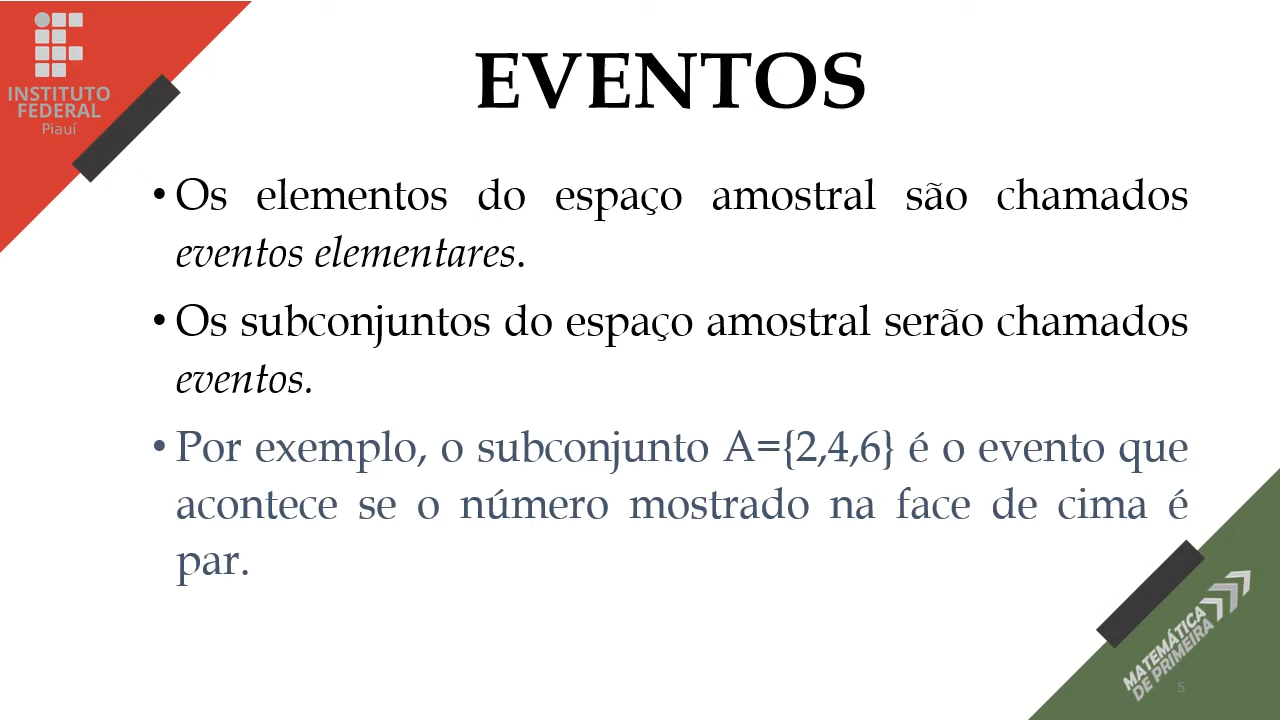 INSTITUTO
FEDERAL
Piauí
EVENTOS
• Os elementos do espaço amostral são chamados
eventos elementares.
• Os subconjuntos do espaço amostral serão chamados
eventos.
• Por exemplo, o subconjunto A={2,4,6} é o evento que
acontece se o número mostrado na face de cima é
par.
MATEMÁTICA
DE PRIMEIRA
5